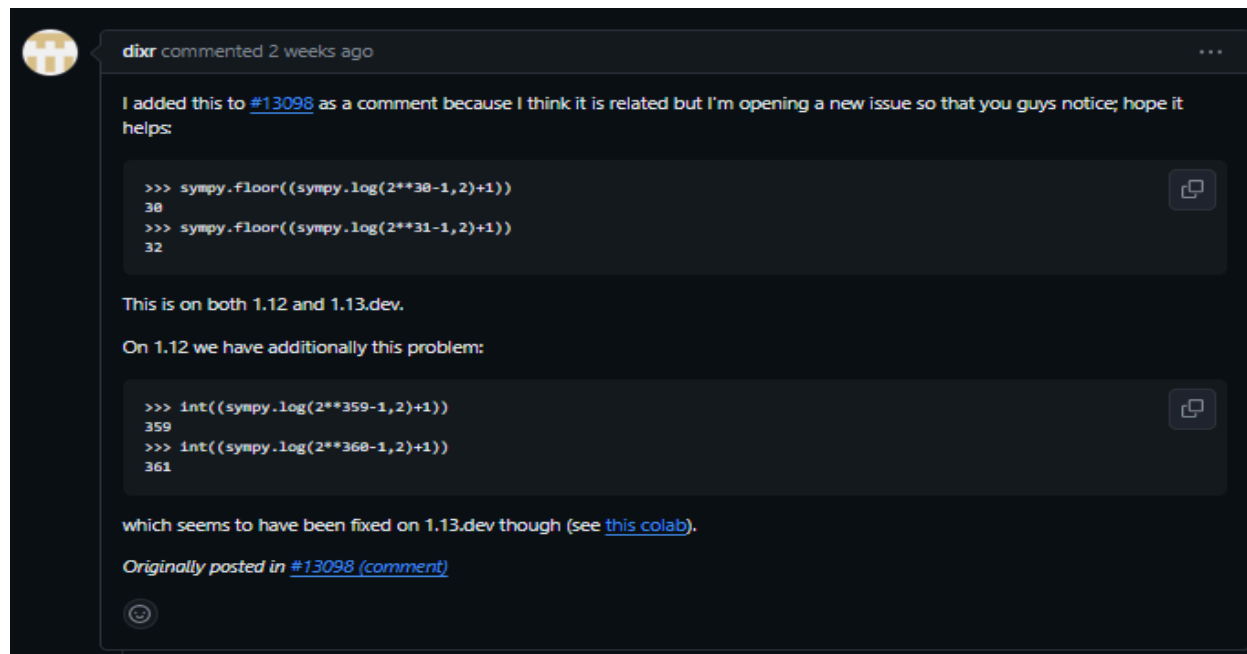 dixr commented 2 weeks ago
I added this to #13098 as a comment because I think it is related but I'm opening a new issue so that you guys notice; hope it
helps:
>>> sympy.floor((sympy.log(2**30-1,2)+1))
30
>>> sympy.floor((sympy.log(2**31-1,2)+1))
32
This is on both 1.12 and 1.13.dev.
On 1.12 we have additionally this problem:
>>> int((sympy.log(2**359-1,2)+1))
359
>>> int((sympy.log(2**360-1,2)+1))
361
which seems to have been fixed on 1.13.dev though (see this colab).
Originally posted in #13098 (comment)